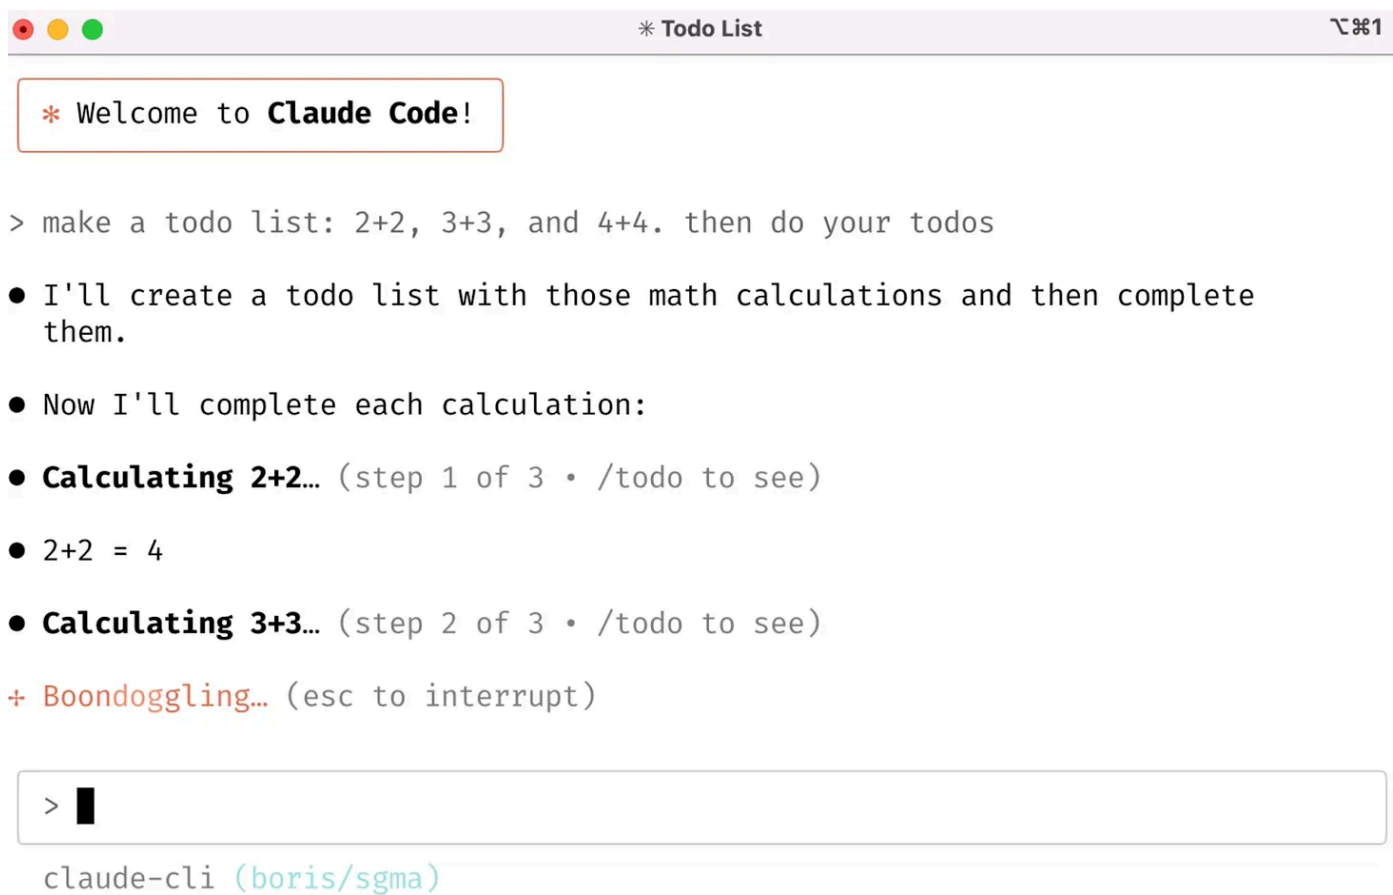 ✳ Todo List
⌥⌘1
* Welcome to Claude Code!
> make a todo list: 2+2, 3+3, and 4+4. then do your todos
● I'll create a todo list with those math calculations and then complete
them.
● Now I'll complete each calculation:
● Calculating 2+2… (step 1 of 3 • /todo to see)
● 2+2 = 4
● Calculating 3+3… (step 2 of 3 • /todo to see)
✢ Boondoggling… (esc to interrupt)
>
claude-cli (boris/sgma)